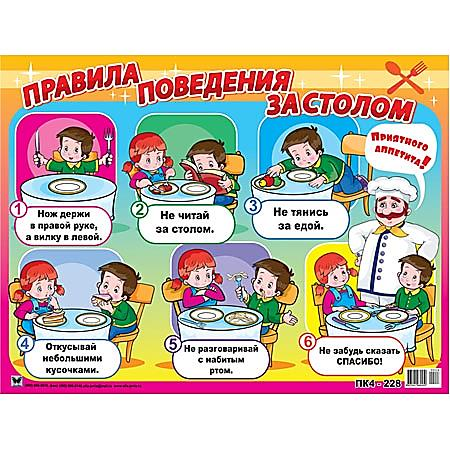 ПРАВИЛА ПОВЕДЕНИЯ ЗА СТОЛОМ
Приятного
аппетита!
1
Нож держи
в правой руке,
а вилку в левой.
2
Не читай
за столом.
3
Не тянись
за едой.
4
Откусывай
небольшими
кусочками.
5
Не разговаривай
с набитым
ртом.
6
Не забудь сказать
СПАСИБО!
ПК4 - 228